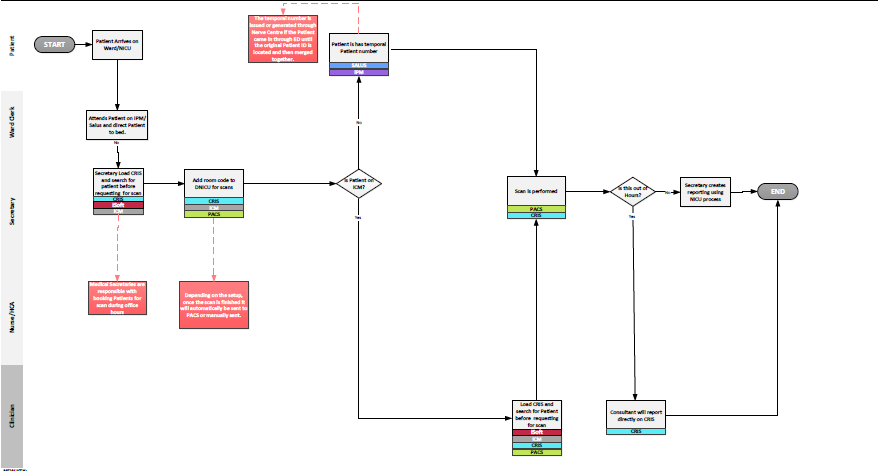 The temporal number is
issued or generated through
Nerve Centre if the Patient
came in through ED until
the original Patient ID is
located and then merged
together.
Patient
START
Patient Arrives on
Ward/NICU
Patient is has temporal
Patient number
SALUS
IPM
Ward Clerk
Attends Patient on IPM/
Salus and direct Patient
to bed.
No
No
Secretary
Secretary Load CRIS
and search for
patient before
requesting for scan
CRIS
iSoft
ICM
Add room code to
DNICU for scans
CRIS
ICM
PACS
Is Patient on
ICM?
Yes
Scan is performed
PACS
CRIS
Is this out of
Hours?
No
Yes
Secretary creates
reporting using
NICU process
END
Nurse/HCA
Medical Secretaries are
responsible with
booking Patients for
scan during office
hours
Depending on the setup,
once the scan is finished it
will automatically be sent to
PACS or manually sent.
Clinician
Load CRIS and
search for Patient
before requesting
for scan
iSoft
ICM
CRIS
PACS
Consultant will report
directly on CRIS
CRIS